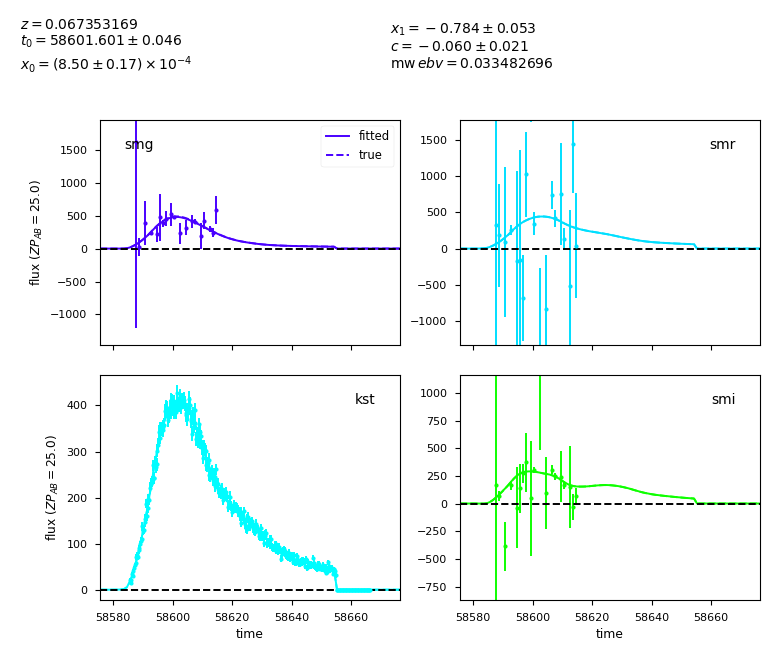 z = 0.067353169
t₀ = 58601.601 ± 0.046
x₀ = (8.50 ± 0.17) × 10⁻⁴
x₁ = −0.784 ± 0.053
c = −0.060 ± 0.021
mwebv = 0.033482696
smg
fitted
true
1500
1000
500
0
−500
−1000
flux (ZP_AB = 25.0)
smr
1500
1000
500
0
−500
−1000
kst
400
300
200
100
0
flux (ZP_AB = 25.0)
58580 58600 58620 58640 58660
time
smi
1000
750
500
250
0
−250
−500
−750
58580 58600 58620 58640 58660
time